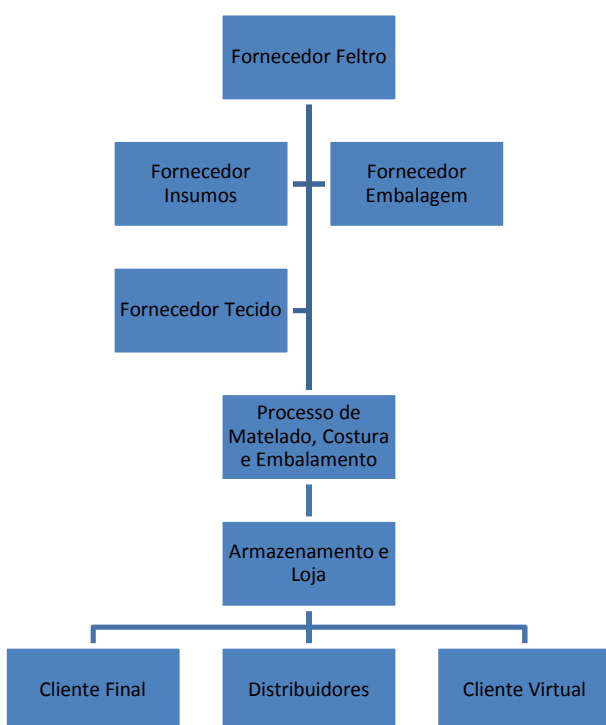 Fornecedor Feltro
Fornecedor
Insumos
Fornecedor
Embalagem
Fornecedor Tecido
Processo de
Matelado, Costura
e Embalamento
Armazenamento e
Loja
Cliente Final
Distribuidores
Cliente Virtual